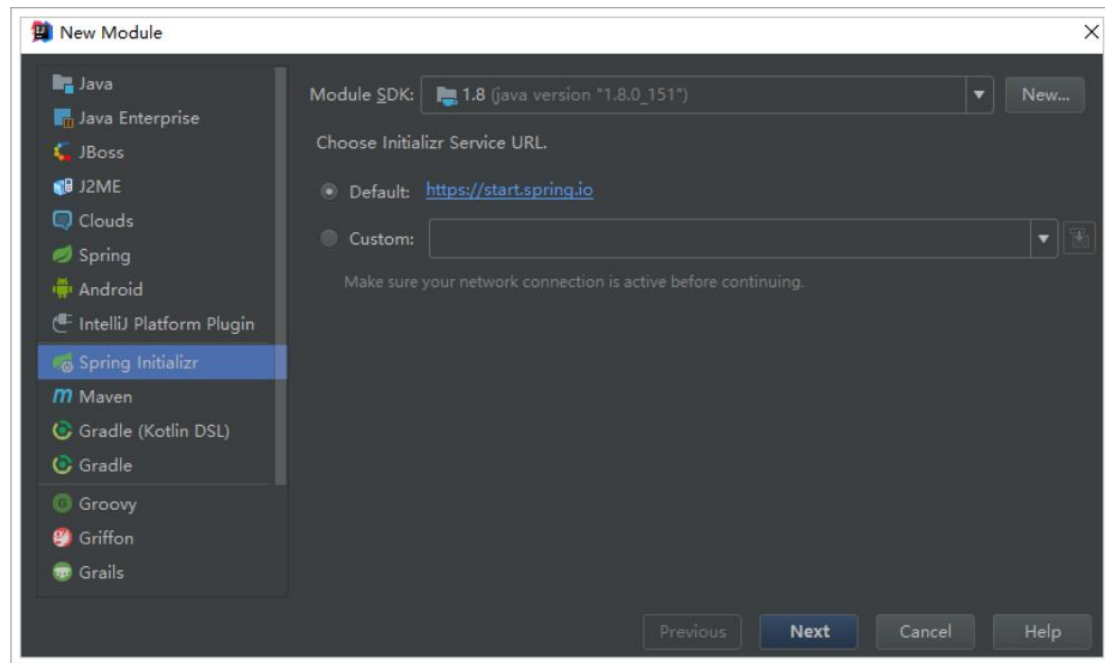 New Module
Java
Java Enterprise
JBoss
J2ME
Clouds
Spring
Android
IntelliJ Platform Plugin
Spring Initializr
Maven
Gradle (Kotlin DSL)
Gradle
Groovy
Griffon
Grails
Module SDK: 1.8 (java version "1.8.0_151") New...
Choose Initializr Service URL.
Default: https://start.spring.io
Custom:
Make sure your network connection is active before continuing.
Previous Next Cancel Help